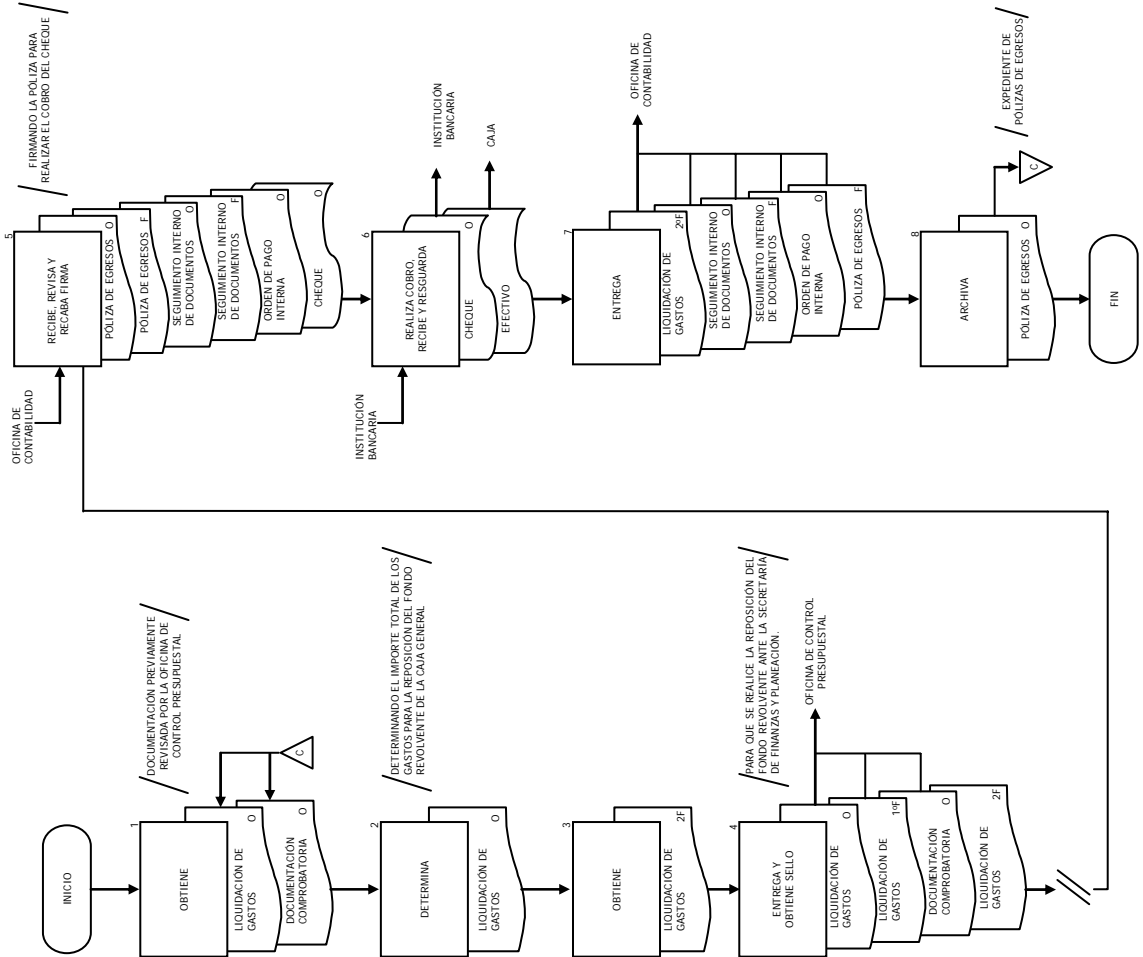 INICIO
DOCUMENTACIÓN PREVIAMENTE
REVISADA POR LA OFICINA DE
CONTROL PRESUPUESTAL
1
OBTIENE
LIQUIDACIÓN DE
GASTOS
O
DOCUMENTACIÓN
COMPROBATORIA
O
C
2
DETERMINA
LIQUIDACIÓN DE
GASTOS
O
DETERMINANDO EL IMPORTE TOTAL DE LOS
GASTOS PARA LA REPOSICIÓN DEL FONDO
REVOLVENTE DE LA CAJA GENERAL
3
OBTIENE
LIQUIDACIÓN DE
GASTOS
2F
4
ENTREGA Y
OBTIENE SELLO
LIQUIDACIÓN DE
GASTOS
O
LIQUIDACIÓN DE
GASTOS
1ºF
DOCUMENTACIÓN
COMPROBATORIA
O
LIQUIDACIÓN DE
GASTOS
2F
PARA QUE SE REALICE LA REPOSICIÓN DEL
FONDO REVOLVENTE ANTE LA SECRETARÍA
DE FINANZAS Y PLANEACIÓN.
OFICINA DE CONTROL
PRESUPUESTAL
OFICINA DE
CONTABILIDAD
5
RECIBE, REVISA Y
RECABA FIRMA
PÓLIZA DE EGRESOS
O
PÓLIZA DE EGRESOS
F
SEGUIMIENTO INTERNO
DE DOCUMENTOS
O
SEGUIMIENTO INTERNO
DE DOCUMENTOS
F
ORDEN DE PAGO
INTERNA
O
CHEQUE
O
FIRMANDO LA PÓLIZA PARA
REALIZAR EL COBRO DEL CHEQUE
INSTITUCIÓN
BANCARIA
6
REALIZA COBRO,
RECIBE Y RESGUARDA
CHEQUE
O
EFECTIVO
INSTITUCIÓN
BANCARIA
CAJA
7
ENTREGA
LIQUIDACIÓN DE
GASTOS
2ºF
SEGUIMIENTO INTERNO
DE DOCUMENTOS
O
SEGUIMIENTO INTERNO
DE DOCUMENTOS
F
ORDEN DE PAGO
INTERNA
O
PÓLIZA DE EGRESOS
F
OFICINA DE
CONTABILIDAD
8
ARCHIVA
PÓLIZA DE EGRESOS
O
C
EXPEDIENTE DE
PÓLIZAS DE EGRESOS
FIN